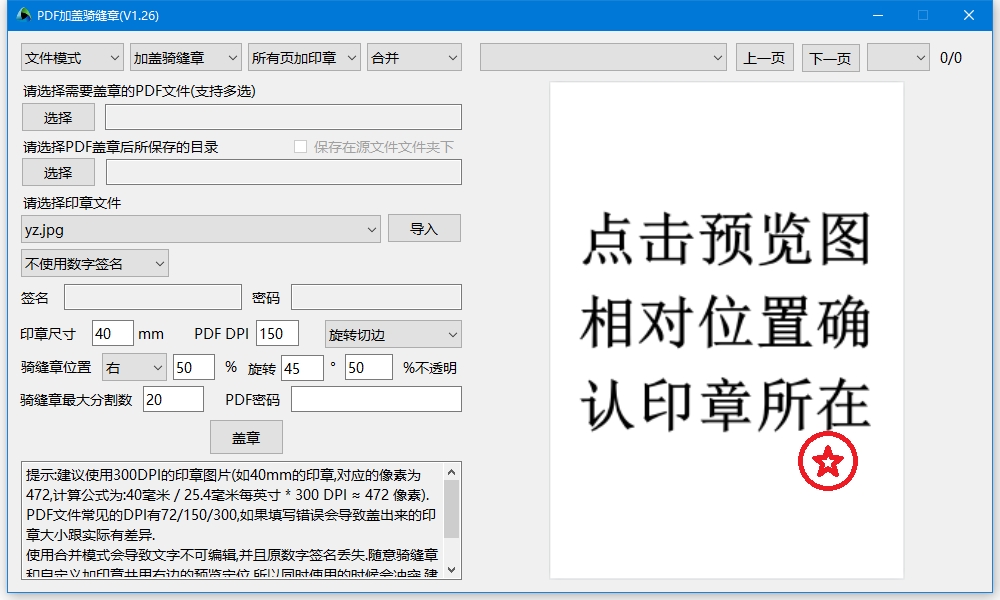 PDF加盖骑缝章(V1.26)
文件模式 加盖骑缝章 所有页加印章 合并 上一页 下一页 0/0
请选择需要盖章的PDF文件(支持多选)
选择
请选择PDF盖章后所保存的目录 保存在源文件文件夹下
选择
请选择印章文件
yz.jpg 导入
不使用数字签名
签名 密码
印章尺寸 40 mm PDF DPI 150 旋转切边
骑缝章位置 右 50 % 旋转 45 ° 50 %不透明
骑缝章最大分割数 20 PDF密码
盖章
提示:建议使用300DPI的印章图片(如40mm的印章,对应的像素为
472,计算公式为:40毫米 / 25.4毫米每英寸 * 300 DPI ≈ 472 像素).
PDF文件常见的DPI有72/150/300,如果填写错误会导致盖出来的印
章大小跟实际有差异.
使用合并模式会导致文字不可编辑,并且原数字签名丢失.随意骑缝章
和自定义加印章共用右边的预览定位,所以同时使用的时候会冲突,建
点击预览图
相对位置确
认印章所在